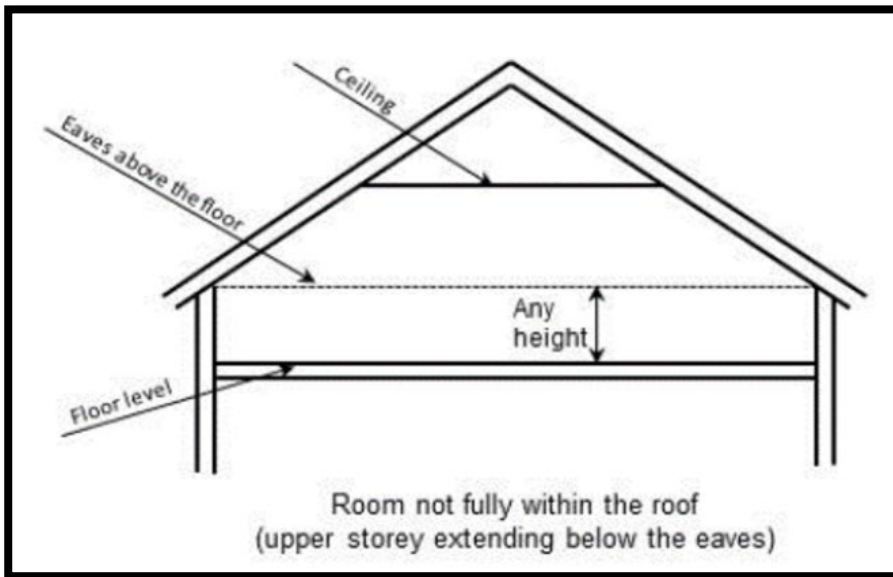 Ceiling
Eaves above the floor
Any
height
Floor level
Room not fully within the roof
(upper storey extending below the eaves)